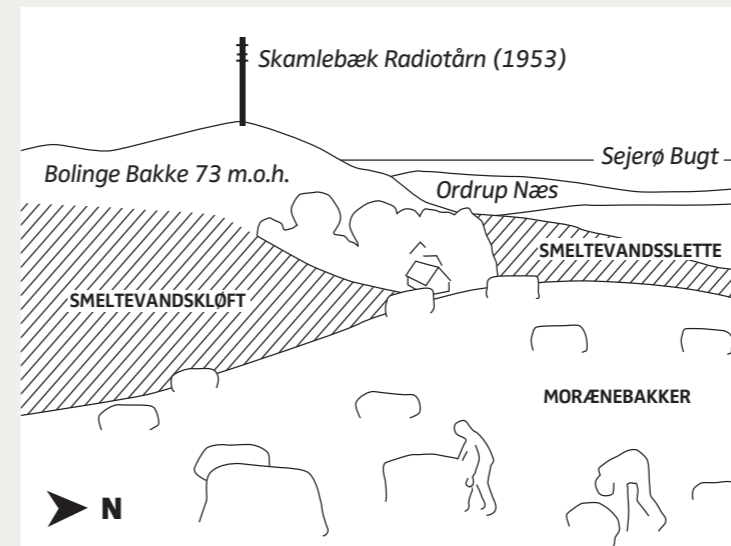 Skamlebæk Radiotårn (1953)
Sejerø Bugt
Bolinge Bakke 73 m.o.h.
Ordrup Næs
SMELTEVANDSSLETTE
SMELTEVANDSKLØFT
MORÆNEBAKKER
N